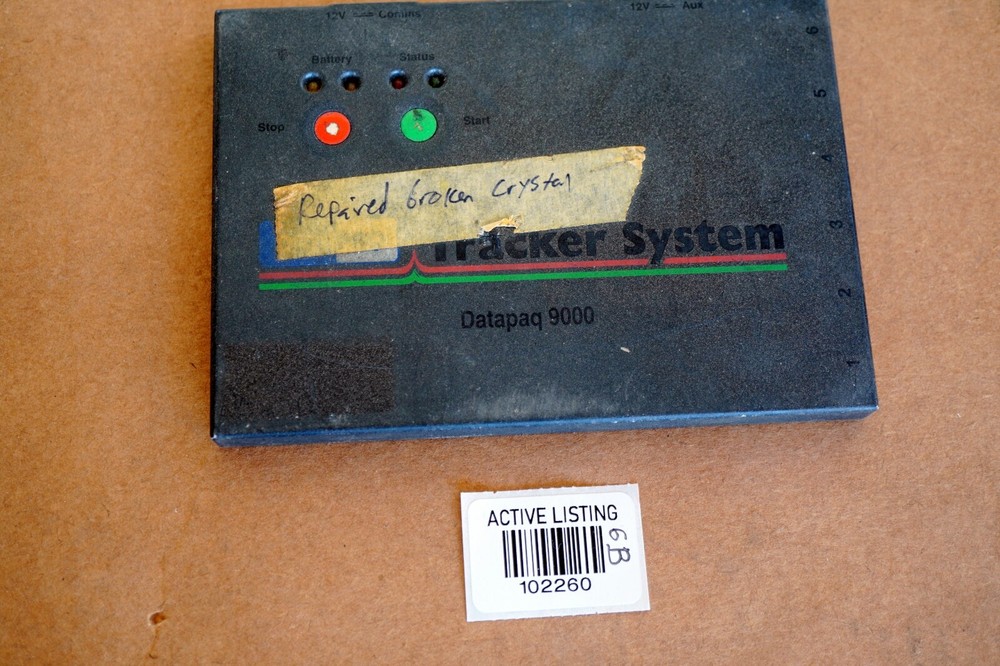 12V Comms
12V Aux
Battery Status
Stop Start
Repaired broken crystal
Tracker System
Datapaq 9000
6
5
4
3
2
1
ACTIVE LISTING
6B
102260